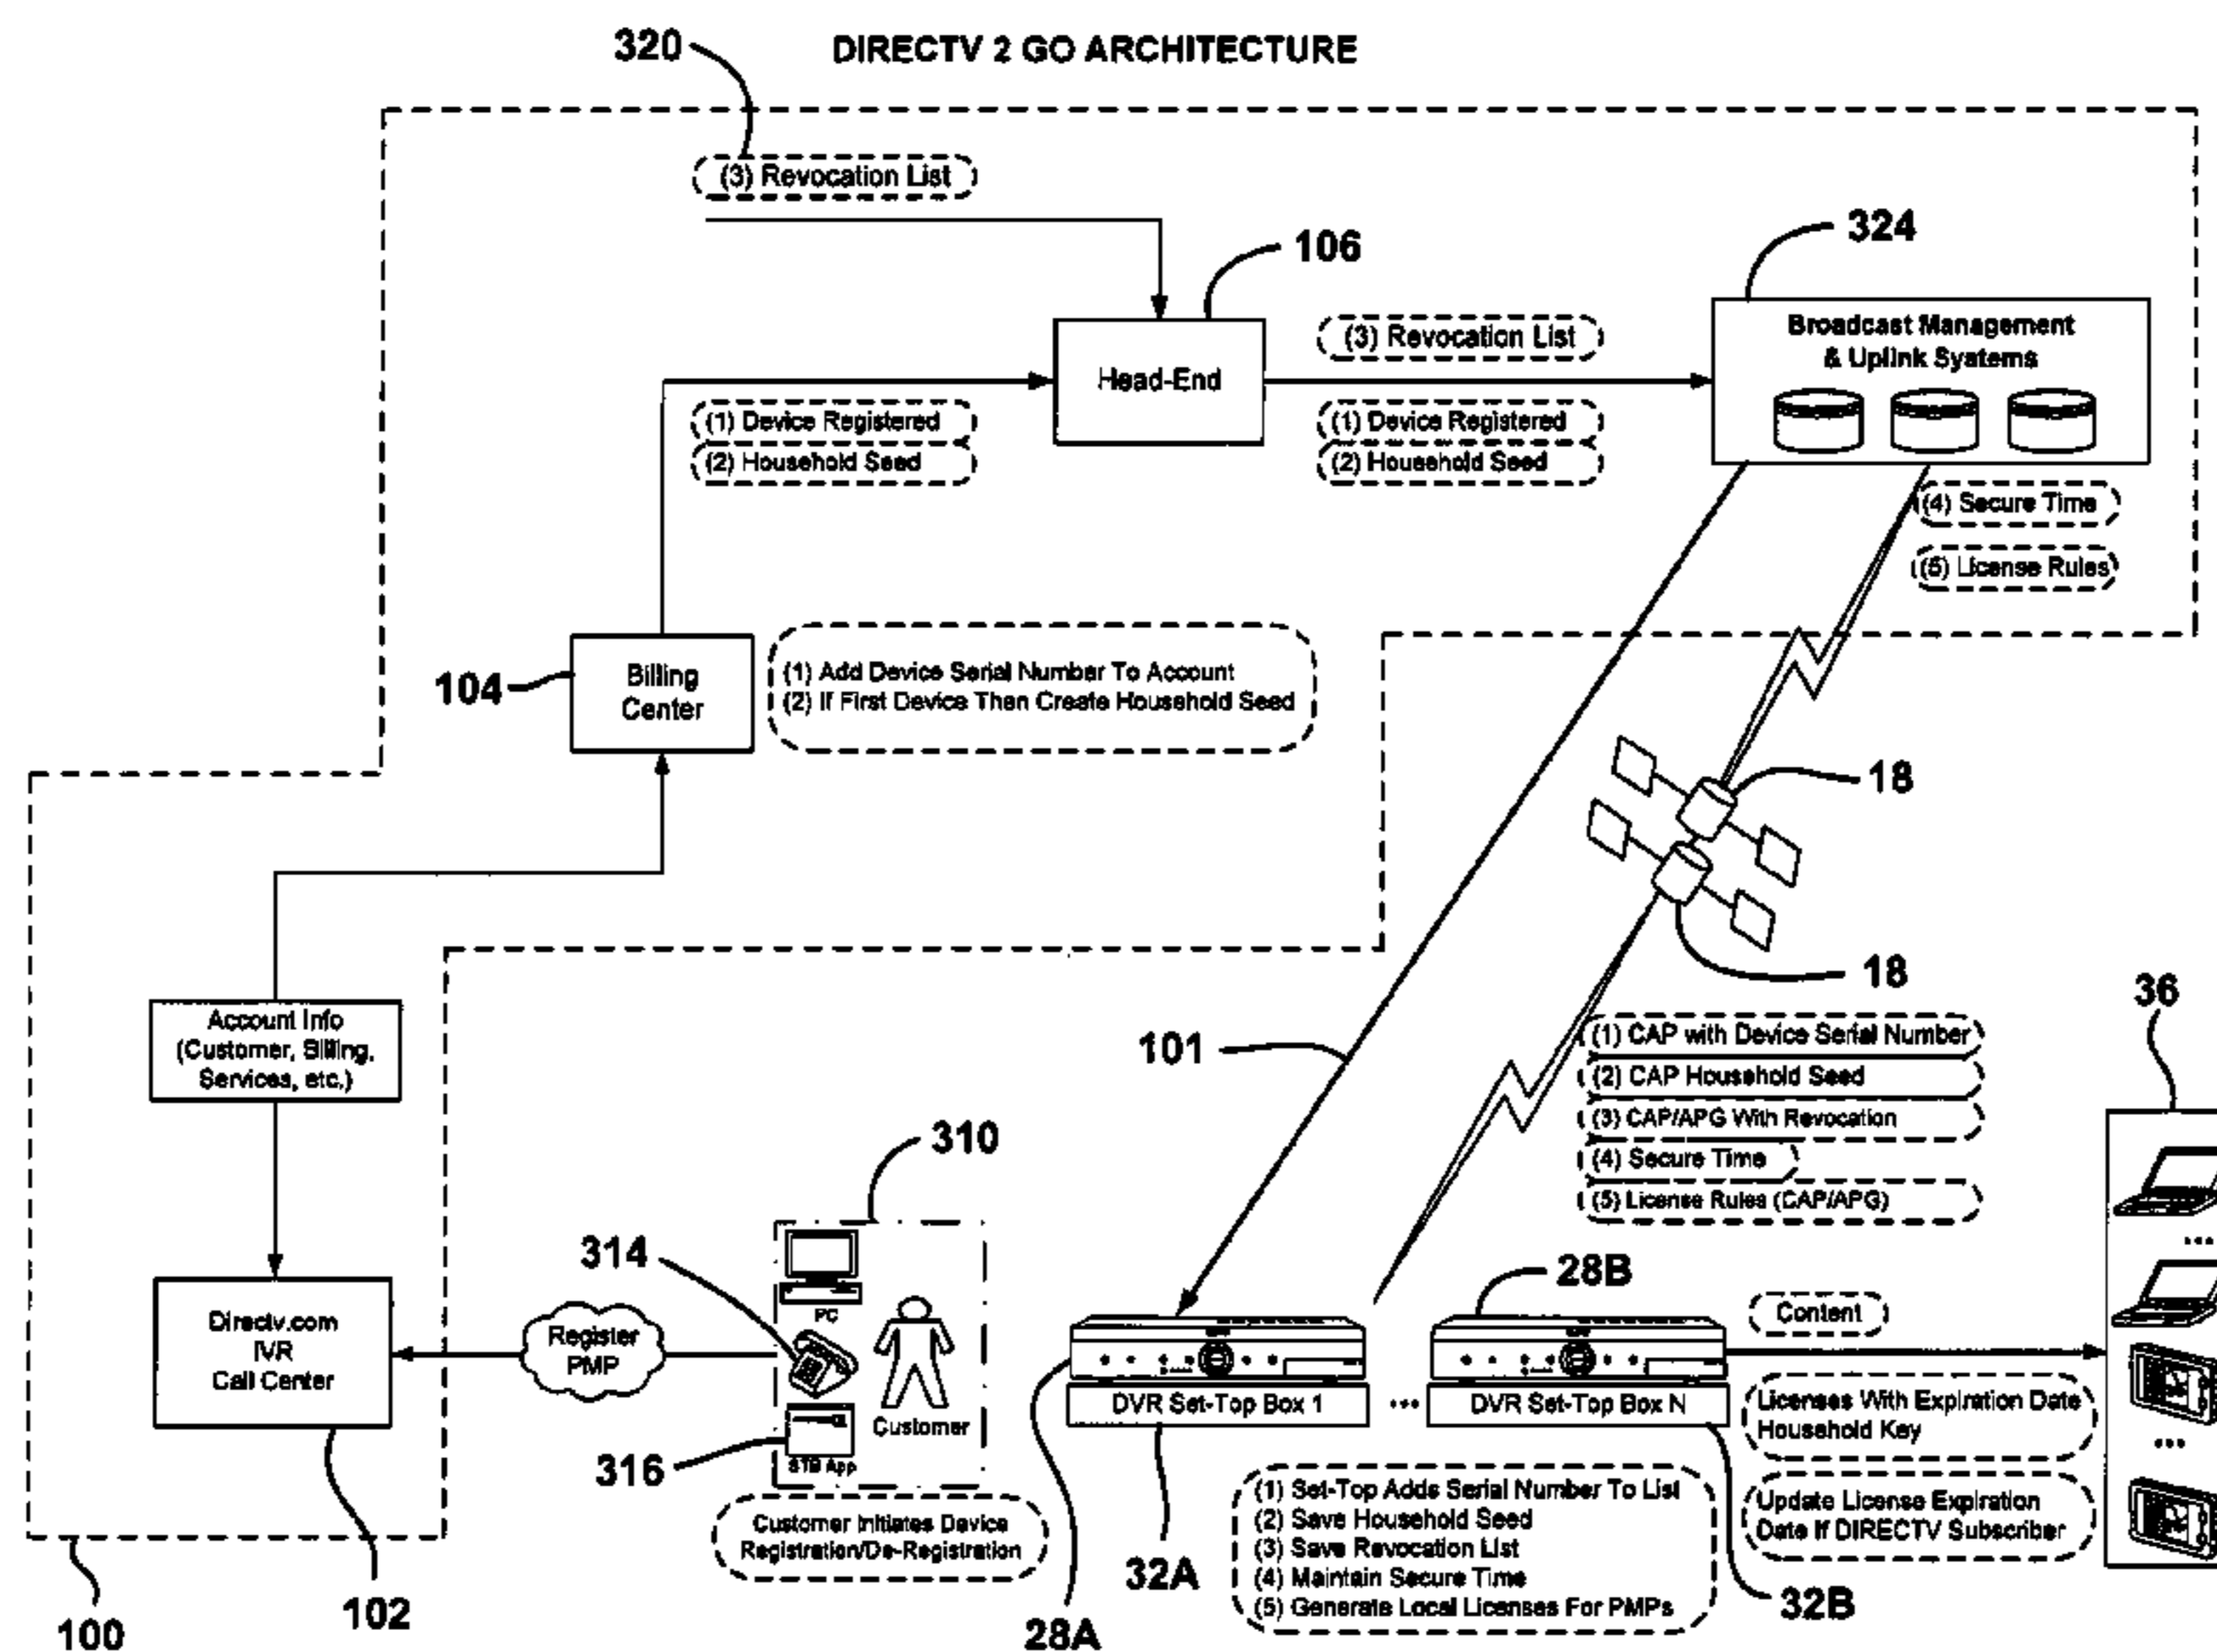 320
DIRECTV 2 GO ARCHITECTURE
(3) Revocation List
106
324
Broadcast Management
& Uplink Systems
(3) Revocation List
Head-End
(1) Device Registered
(2) Household Seed
(1) Device Registered
(2) Household Seed
(4) Secure Time
(5) License Rules
104
Billing
Center
(1) Add Device Serial Number To Account
(2) If First Device Then Create Household Seed
18
18
36
Account Info
(Customer, Billing,
Services, etc.)
101
(1) CAP with Device Serial Number
(2) CAP Household Seed
(3) CAP/APG With Revocation
(4) Secure Time
(5) License Rules (CAP/APG)
310
314
28B
PC
Content
Directv.com
IVR
Call Center
Register
PMP
Customer
DVR Set-Top Box 1
...
DVR Set-Top Box N
Licenses With Expiration Date
Household Key
316
STB App
Update License Expiration
Date If DIRECTV Subscriber
Customer Initiates Device
Registration/De-Registration
(1) Set-Top Adds Serial Number To List
(2) Save Household Seed
(3) Save Revocation List
(4) Maintain Secure Time
(5) Generate Local Licenses For PMPs
32A
32B
100
102
28A